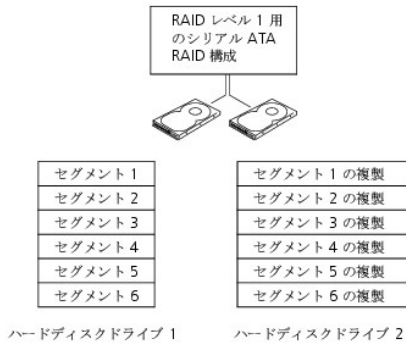 RAID レベル 1 用
のシリアル ATA
RAID 構成
セグメント 1
セグメント 2
セグメント 3
セグメント 4
セグメント 5
セグメント 6
セグメント 1 の複製
セグメント 2 の複製
セグメント 3 の複製
セグメント 4 の複製
セグメント 5 の複製
セグメント 6 の複製
ハードディスクドライブ 1
ハードディスクドライブ 2